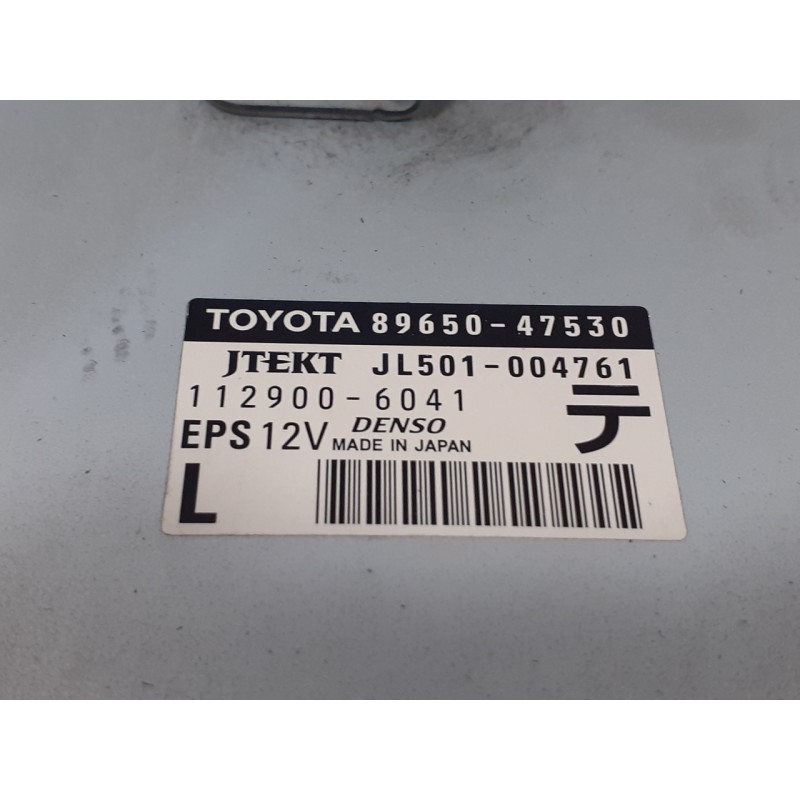 TOYOTA 89650-47530
JTEKT JL501-004761
112900-6041
EPS 12V DENSO MADE IN JAPAN
テ
L